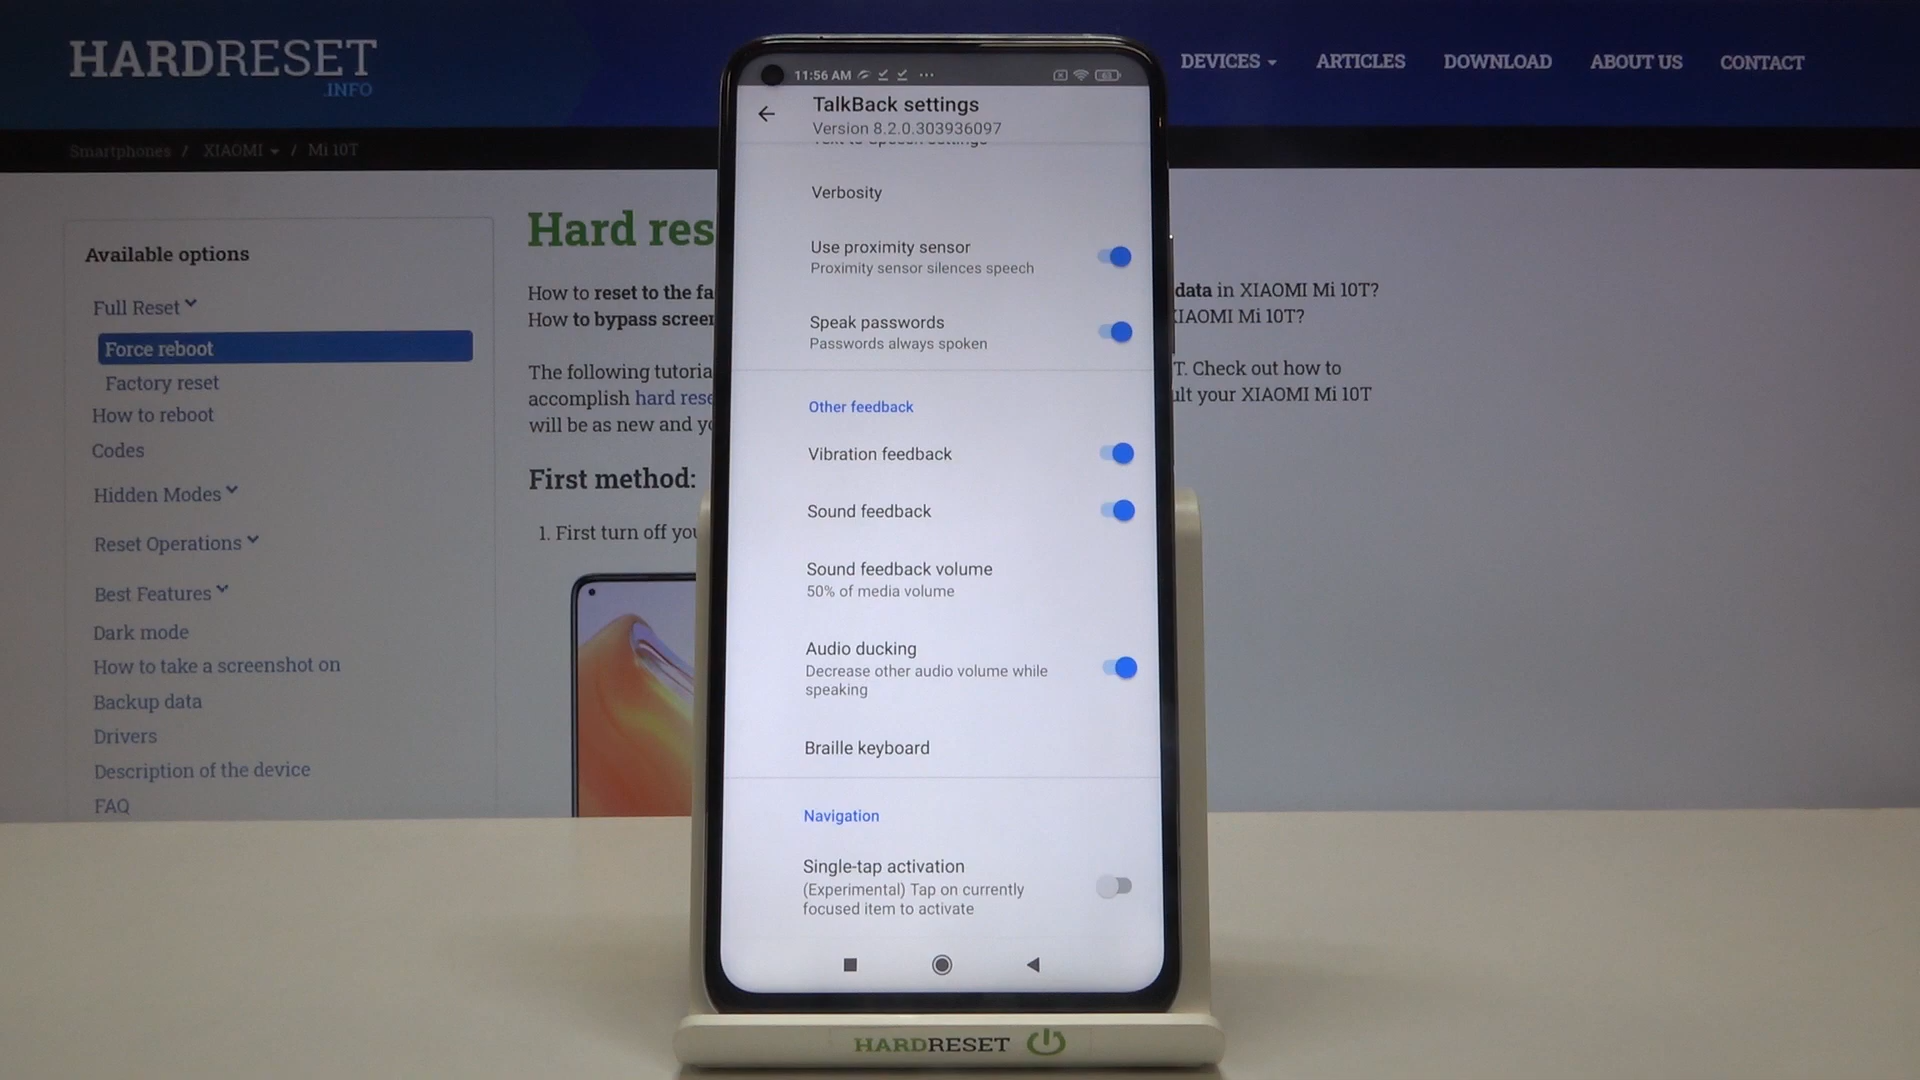 HARDRESET
.INFO
DEVICES
ARTICLES
DOWNLOAD
ABOUT US
CONTACT
Smartphones / XIAOMI / Mi 10T
Available options
Full Reset
Force reboot
Factory reset
How to reboot
Codes
Hidden Modes
Reset Operations
Best Features
Dark mode
How to take a screenshot on
Backup data
Drivers
Description of the device
FAQ
Hard res
How to reset to the fa
How to bypass screen
The following tutoria
accomplish hard rese
will be as new and yo
First method:
1. First turn off you
data in XIAOMI Mi 10T?
XIAOMI Mi 10T?
T. Check out how to
ult your XIAOMI Mi 10T
11:56 AM
63
TalkBack settings
Version 8.2.0.303936097
Verbosity
Use proximity sensor
Proximity sensor silences speech
Speak passwords
Passwords always spoken
Other feedback
Vibration feedback
Sound feedback
Sound feedback volume
50% of media volume
Audio ducking
Decrease other audio volume while
speaking
Braille keyboard
Navigation
Single-tap activation
(Experimental) Tap on currently
focused item to activate
HARDRESET